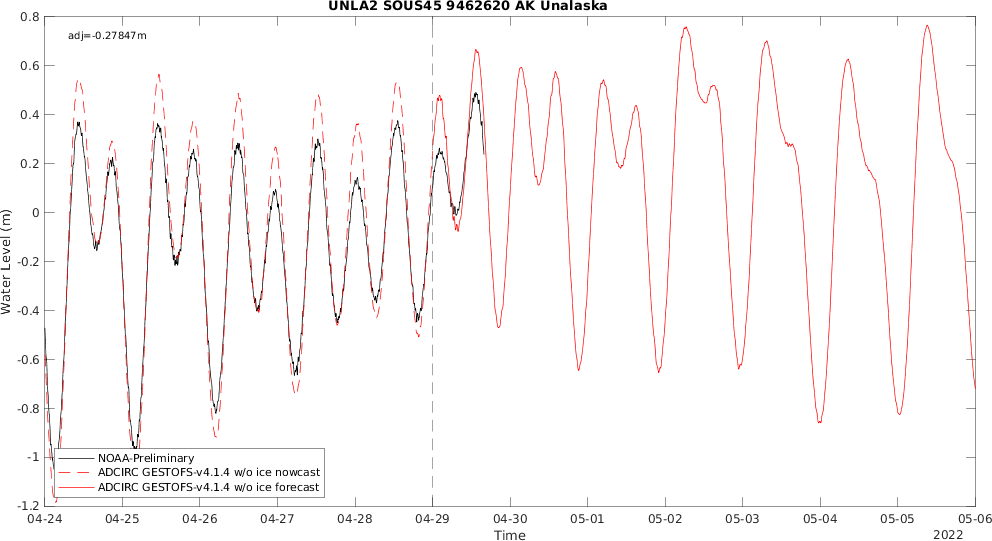 UNLA2 SOUS45 9462620 AK Unalaska
adj=-0.27847m
0.8
0.6
0.4
0.2
0
-0.2
-0.4
-0.6
-0.8
-1
-1.2
Water Level (m)
NOAA-Preliminary
ADCIRC GESTOFS-v4.1.4 w/o ice nowcast
ADCIRC GESTOFS-v4.1.4 w/o ice forecast
04-24 04-25 04-26 04-27 04-28 04-29 04-30 05-01 05-02 05-03 05-04 05-05 05-06
Time
2022